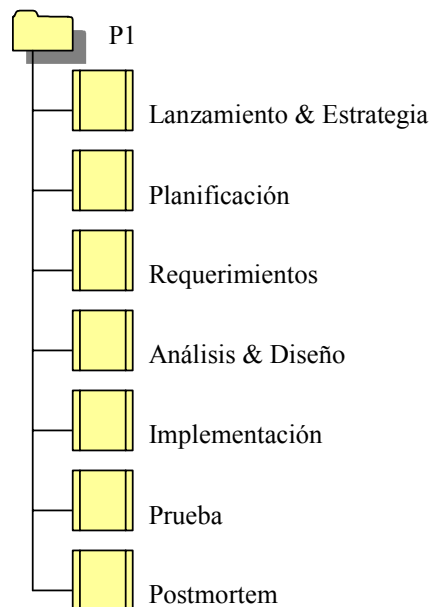 P1
Lanzamiento & Estrategia
Planificación
Requerimientos
Análisis & Diseño
Implementación
Prueba
Postmortem